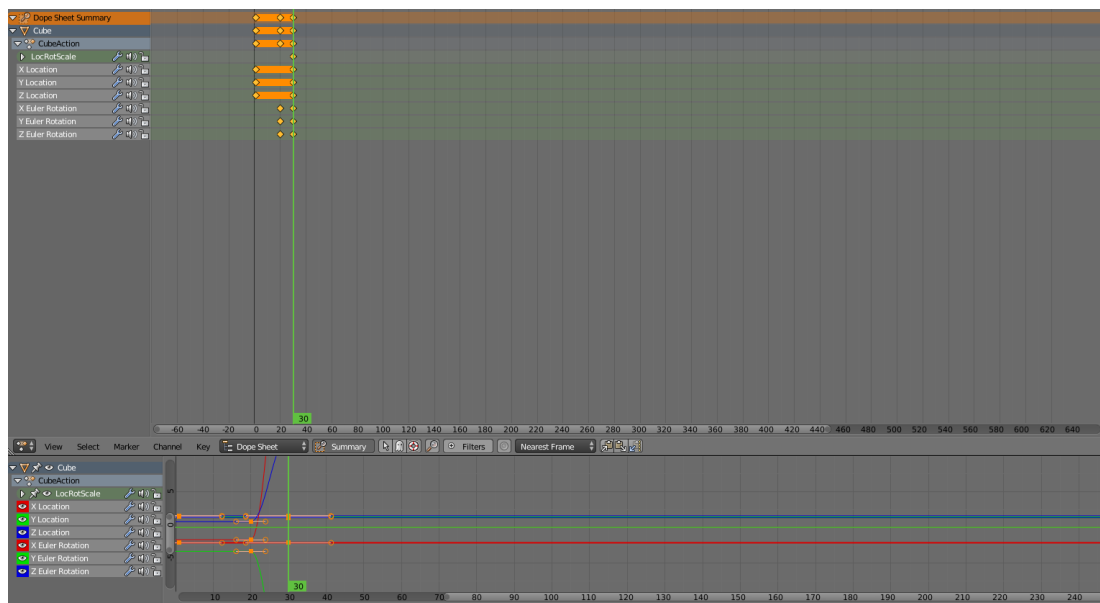 Dope Sheet Summary
Cube
CubeAction
LocRotScale
X Location
Y Location
Z Location
X Euler Rotation
Y Euler Rotation
Z Euler Rotation
30
-60 -40 -20 0 20 40 60 80 100 120 140 160 180 200 220 240 260 280 300 320 340 360 380 400 420 440 460 480 500 520 540 560 580 600 620 640
View Select Marker Channel Key Dope Sheet Summary Filters Nearest Frame
Cube
CubeAction
LocRotScale 5
X Location
Y Location 0
Z Location
X Euler Rotation
Y Euler Rotation -5
Z Euler Rotation
30
10 20 30 40 50 60 70 80 90 100 110 120 130 140 150 160 170 180 190 200 210 220 230 240